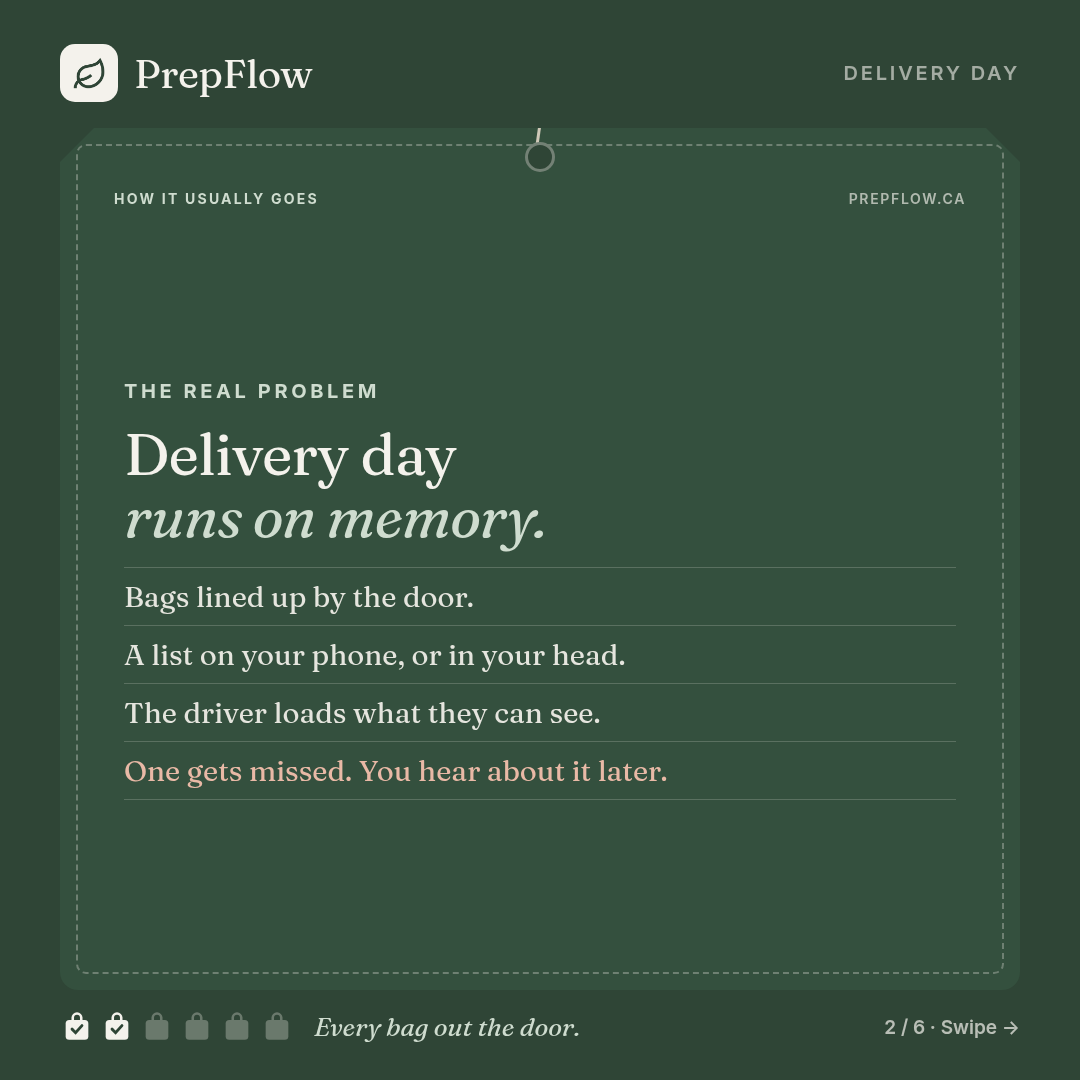 PrepFlow
DELIVERY DAY
HOW IT USUALLY GOES
PREPFLOW.CA
THE REAL PROBLEM
Delivery day
runs on memory.
Bags lined up by the door.
A list on your phone, or in your head.
The driver loads what they can see.
One gets missed. You hear about it later.
Every bag out the door.
2 / 6 · Swipe →